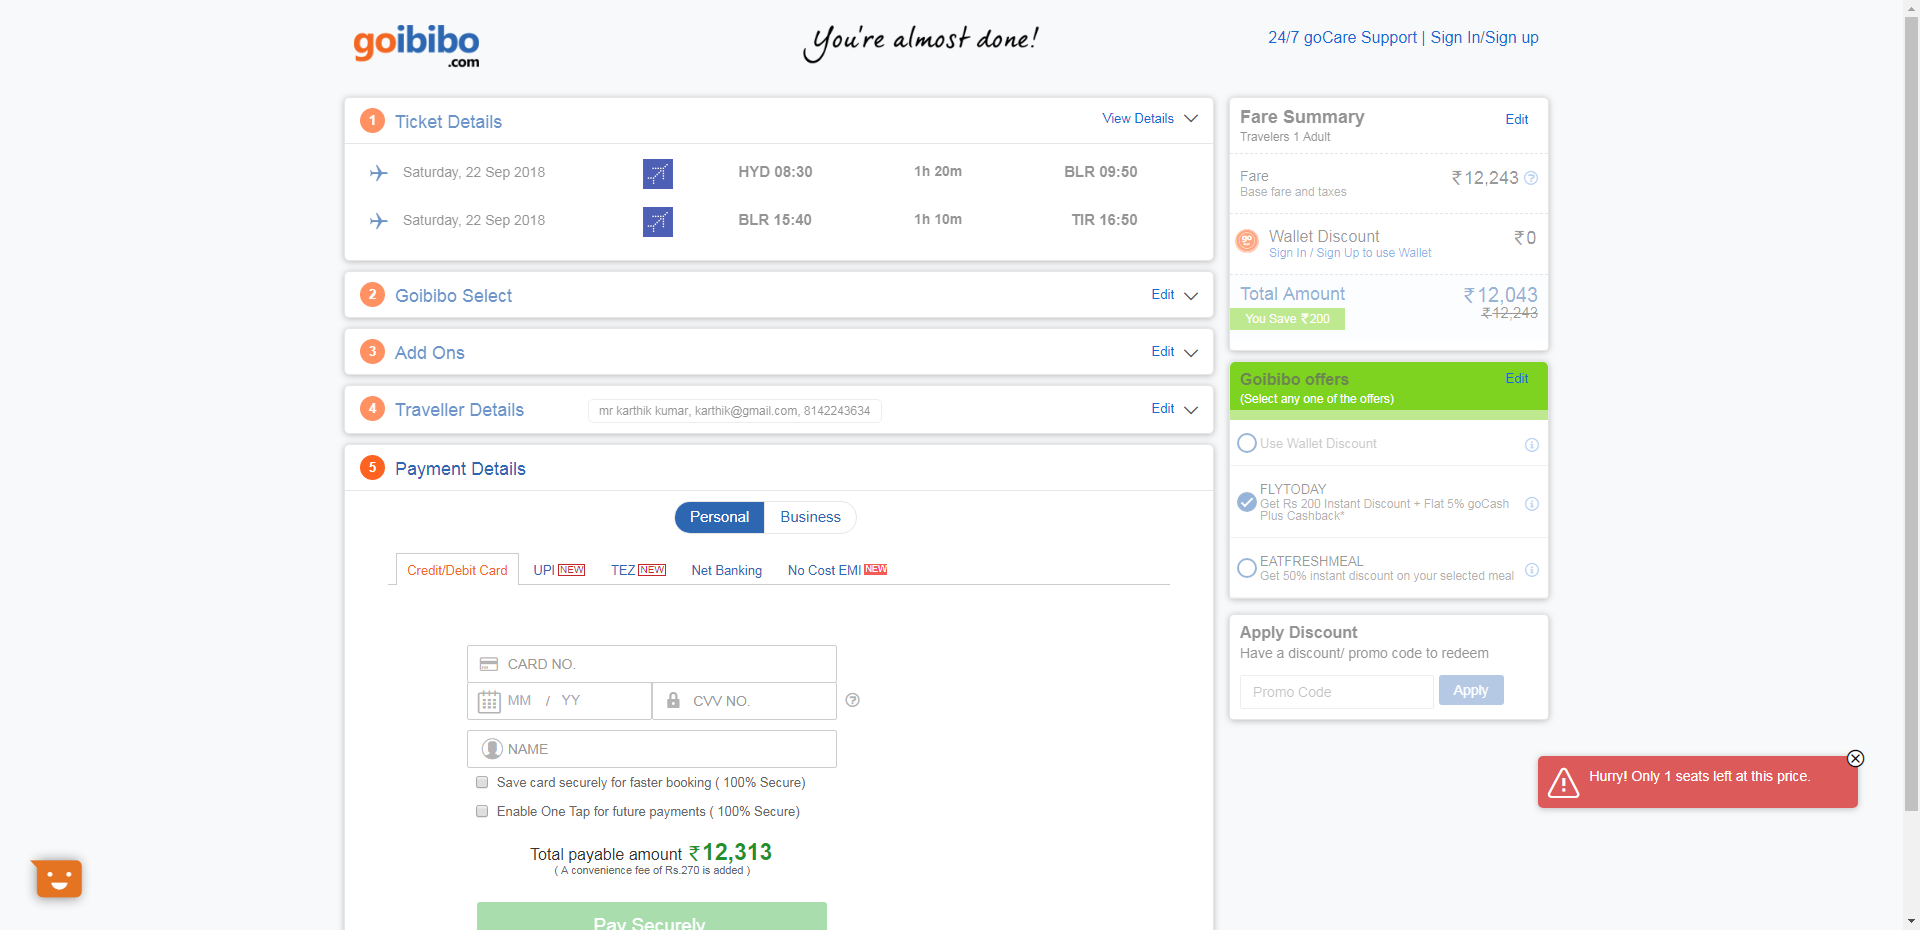 goibibo
.com
You're almost done!
24/7 goCare Support | Sign In/Sign up
1 Ticket Details View Details
Saturday, 22 Sep 2018 HYD 08:30 1h 20m BLR 09:50
Saturday, 22 Sep 2018 BLR 15:40 1h 10m TIR 16:50
2 Goibibo Select Edit
3 Add Ons Edit
4 Traveller Details mr karthik kumar, karthik@gmail.com, 8142243634 Edit
5 Payment Details
Personal Business
Credit/Debit Card UPI NEW TEZ NEW Net Banking No Cost EMI NEW
CARD NO.
MM / YY CVV NO.
NAME
Save card securely for faster booking ( 100% Secure)
Enable One Tap for future payments ( 100% Secure)
Total payable amount ₹12,313
( A convenience fee of Rs.270 is added )
Pay Securely
Fare Summary Edit
Travelers 1 Adult
Fare ₹12,243
Base fare and taxes
go Wallet Discount ₹0
Sign In / Sign Up to use Wallet
Total Amount ₹12,043
You Save ₹200 ₹12,243
Goibibo offers Edit
(Select any one of the offers)
Use Wallet Discount
FLYTODAY
Get Rs 200 Instant Discount + Flat 5% goCash
Plus Cashback*
EATFRESHMEAL
Get 50% instant discount on your selected meal
Apply Discount
Have a discount/ promo code to redeem
Promo Code Apply
Hurry! Only 1 seats left at this price.